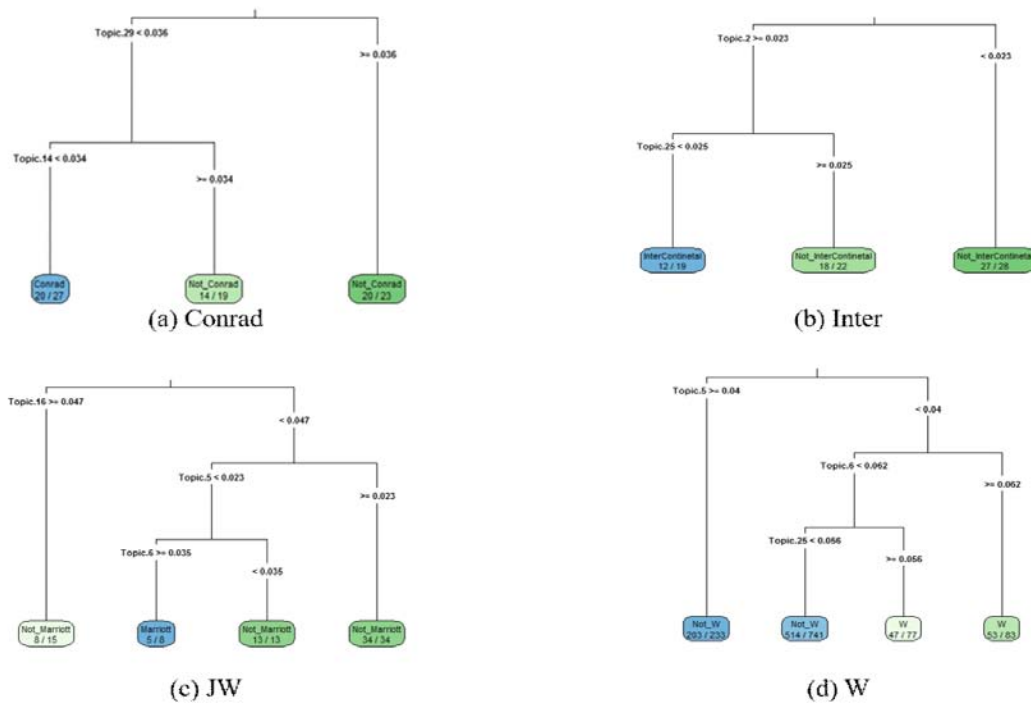 Topic.29 < 0.036
>= 0.036
Topic.14 < 0.034
>= 0.034
Conrad
20 / 27
Not_Conrad
14 / 19
Not_Conrad
20 / 23
(a) Conrad
Topic.2 >= 0.023
< 0.023
Topic.25 < 0.025
>= 0.025
InterContinetal
12 / 19
Not_InterContinetal
18 / 22
Not_InterContinetal
27 / 28
(b) Inter
Topic.16 >= 0.047
< 0.047
Topic.5 < 0.023
>= 0.023
Topic.6 >= 0.035
< 0.035
Not_Marriott
8 / 15
Marriott
5 / 8
Not_Marriott
13 / 13
Not_Marriott
34 / 34
(c) JW
Topic.5 >= 0.04
< 0.04
Topic.6 < 0.062
>= 0.062
Topic.25 < 0.056
>= 0.056
Not_W
203 / 233
Not_W
514 / 741
W
47 / 77
W
53 / 83
(d) W